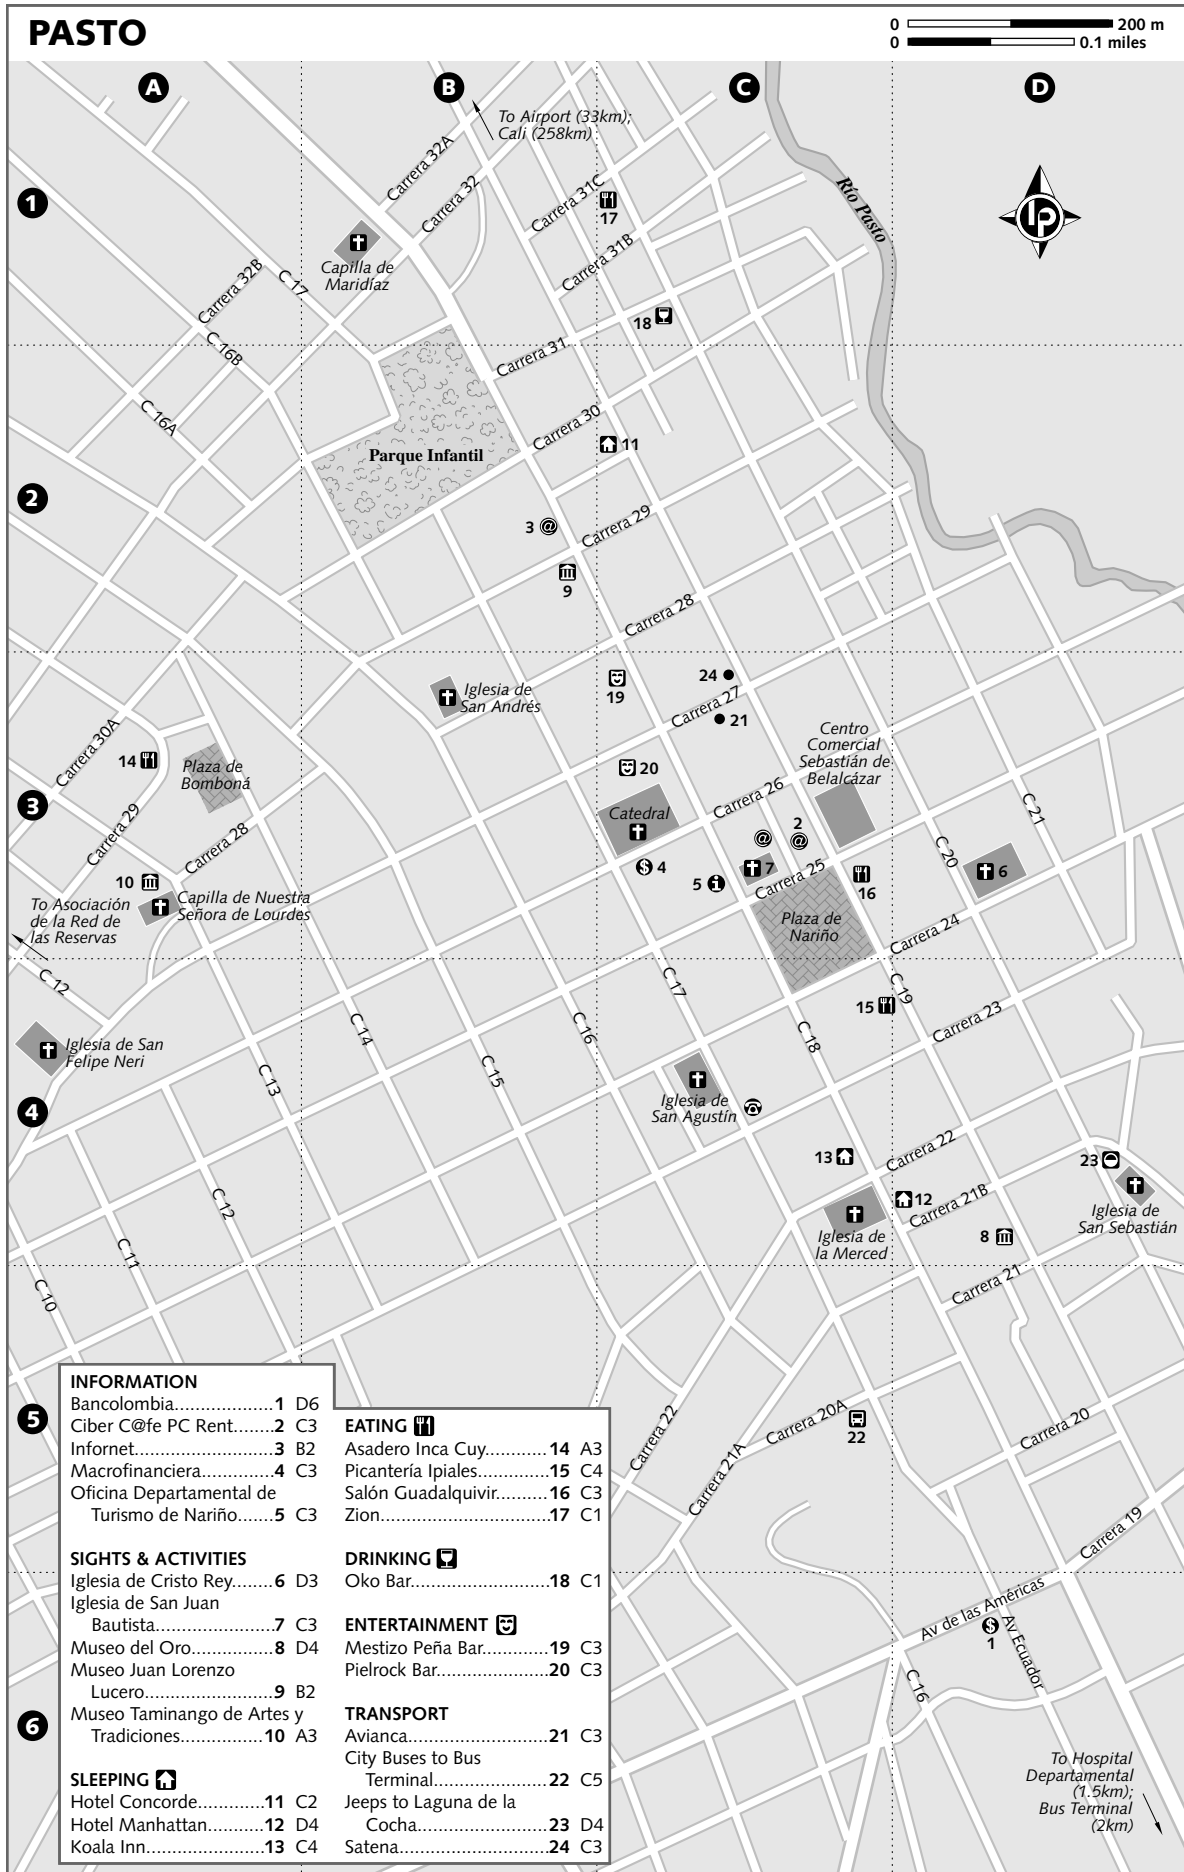 PASTO
0 200 m
0 0.1 miles
A
B
C
D
To Airport (33km);
Cali (258km)
Carrera 32A
Carrera 32
Carrera 31C
17
Río Pasto
1
lp
Capilla de
Maridíaz
Carrera 31B
Carrera 32B
C 17
18
C 16B
Carrera 31
C 16A
Carrera 30
11
Parque Infantil
2
3 @
Carrera 29
9
Carrera 28
Iglesia de
San Andrés
19
24
Carrera 27
21
Carrera 30A
14
Plaza de
Bomboná
Centro
Comercial
Sebastián de
Belalcázar
20
Carrera 26
3
Catedral
C 21
Carrera 29
Carrera 28
2
@ @
C 20
4
5
7
Carrera 25
16
6
10
Capilla de Nuestra
Señora de Lourdes
To Asociación
de la Red de
las Reservas
Plaza de
Nariño
Carrera 24
C 12
C 17
C 19
15
Iglesia de San
Felipe Neri
C 14
C 16
C 18
Carrera 23
C 13
C 15
4
Iglesia de
San Agustín
13
Carrera 22
23
C 12
12
Carrera 21B
Iglesia de
San Sebastián
Iglesia de
la Merced
8
C 11
C 10
Carrera 21
5
Carrera 22
Carrera 21A
Carrera 20A
22
Carrera 20
Carrera 19
Av de las Américas
1
Av Ecuador
C 16
6
To Hospital
Departamental
(1.5km);
Bus Terminal
(2km)
INFORMATION
Bancolombia.....................1 D6
Ciber C@fe PC Rent........2 C3
Infornet............................3 B2
Macrofinanciera...............4 C3
Oficina Departamental de
Turismo de Nariño.......5 C3
SIGHTS & ACTIVITIES
Iglesia de Cristo Rey........6 D3
Iglesia de San Juan
Bautista.......................7 C3
Museo del Oro.................8 D4
Museo Juan Lorenzo
Lucero.........................9 B2
Museo Taminango de Artes y
Tradiciones................10 A3
SLEEPING
Hotel Concorde.............11 C2
Hotel Manhattan...........12 D4
Koala Inn.......................13 C4
EATING
Asadero Inca Cuy...........14 A3
Picantería Ipiales............15 C4
Salón Guadalquivir.........16 C3
Zion...............................17 C1
DRINKING
Oko Bar.........................18 C1
ENTERTAINMENT
Mestizo Peña Bar...........19 C3
Pielrock Bar....................20 C3
TRANSPORT
Avianca..........................21 C3
City Buses to Bus
Terminal.....................22 C5
Jeeps to Laguna de la
Cocha........................23 D4
Satena...........................24 C3